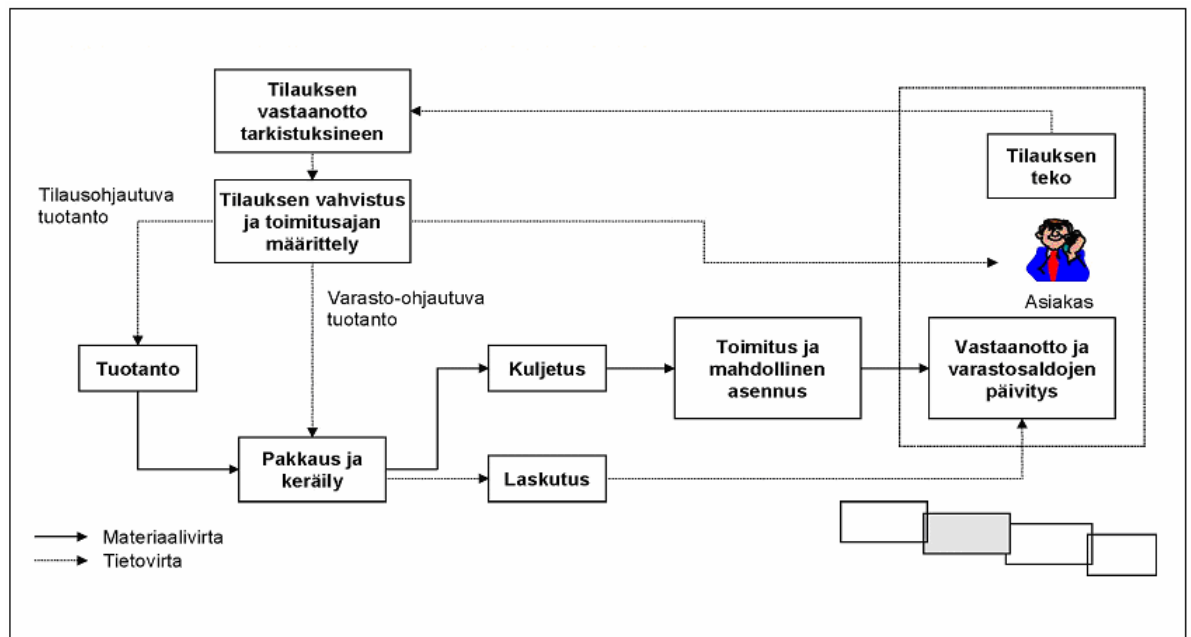 Tilauksen
vastaanotto
tarkistuksineen
Tilauksen
teko
Tilausohjautuva
tuotanto
Tilauksen vahvistus
ja toimitusajan
määrittely
Asiakas
Varasto-ohjautuva
tuotanto
Tuotanto
Kuljetus
Toimitus ja
mahdollinen
asennus
Vastaanotto ja
varastosaldojen
päivitys
Pakkaus ja
keräily
Laskutus
Materiaalivirta
Tietovirta